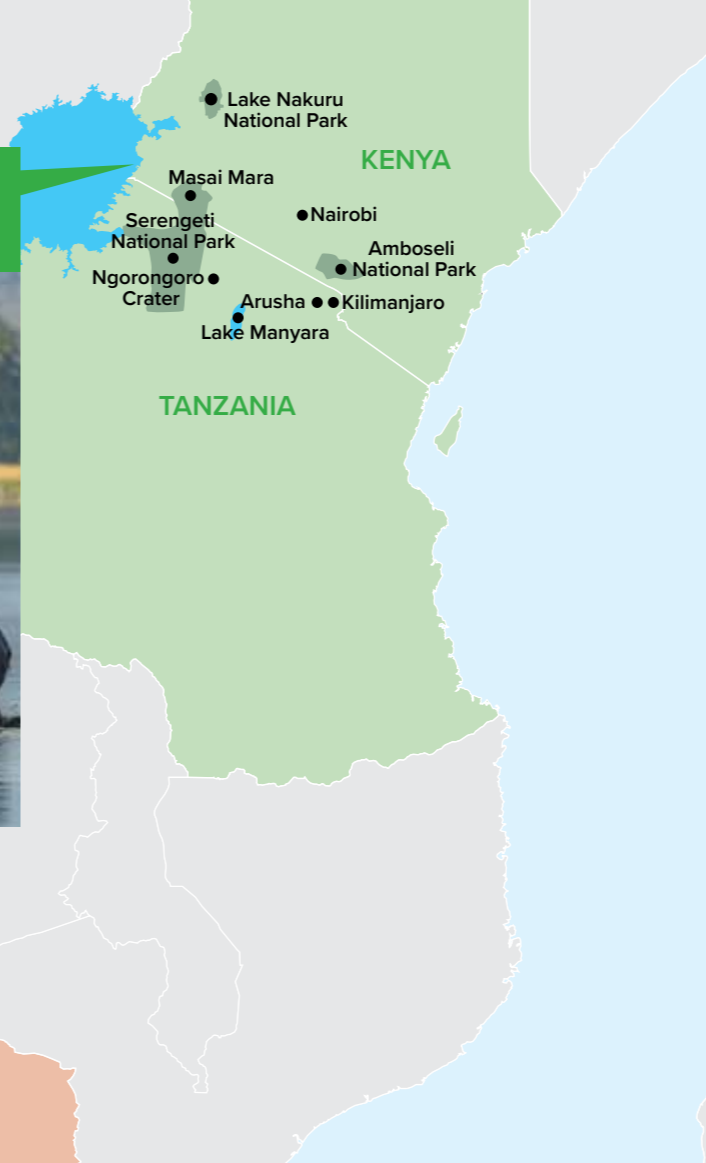 Lake Nakuru
National Park
KENYA
Masai Mara
Nairobi
Serengeti
National Park
Amboseli
National Park
Ngorongoro
Crater
Arusha
Kilimanjaro
Lake Manyara
TANZANIA